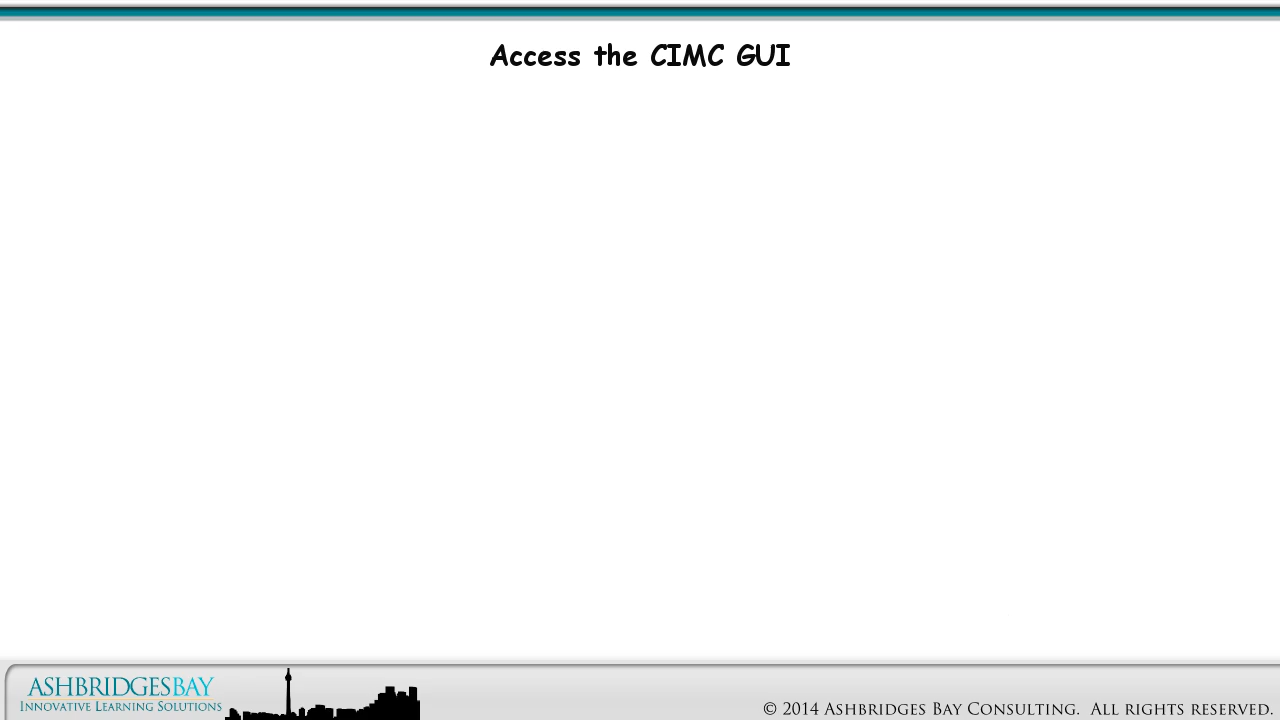 Access the CIMC GUI
ASHBRIDGESBAY
INNOVATIVE LEARNING SOLUTIONS
© 2014 ASHBRIDGES BAY CONSULTING. ALL RIGHTS RESERVED.